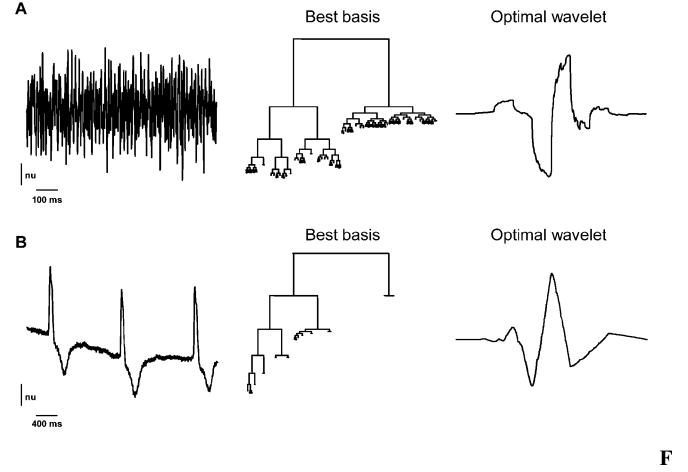 A
Best basis
Optimal wavelet
nu
100 ms
B
Best basis
Optimal wavelet
nu
400 ms
F